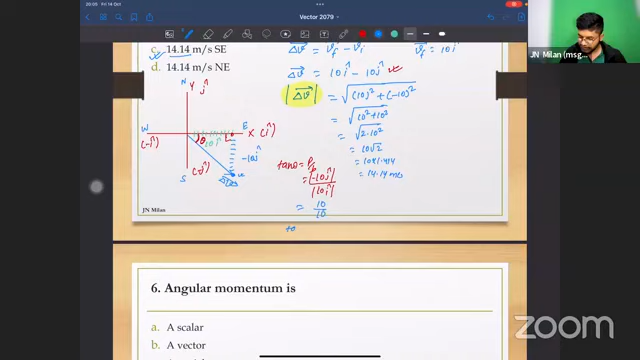 20:05 Fri 14 Oct
Vector 2079
c. 14.14 m/s SE
d. 14.14 m/s NE
Δv = vf − vi
vf = 10î
Δv = 10î − 10ĵ
|Δv| = √(10)² + (-10)²
= √10² + 10²
= √2·10²
= 10√2
= 10×1.414
= 14.14 m/s
N Y ĵ
W E X (î)
(-î)
θ 10î
-10ĵ
S (-ĵ)
Δv
tanθ = p/b
= |-10ĵ| / |10î|
= 10/10
to
JN Milan
6. Angular momentum is
a. A scalar
b. A vector
JN Milan (msg...
zoom